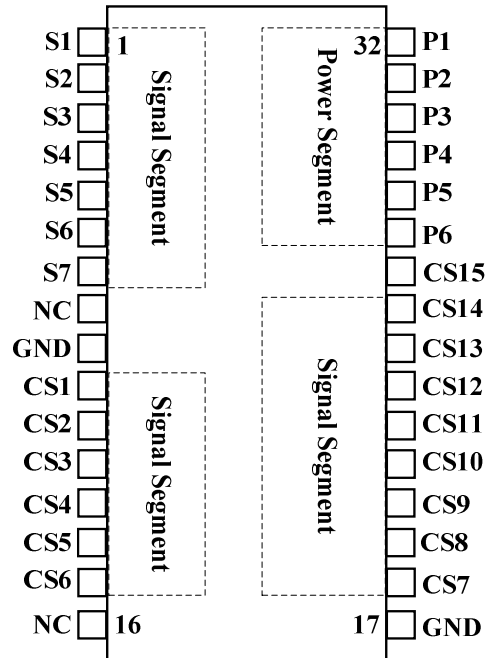 S1 1 32 P1
S2 P2
S3 P3
S4 P4
S5 P5
S6 P6
S7 CS15
NC CS14
GND CS13
CS1 CS12
CS2 CS11
CS3 CS10
CS4 CS9
CS5 CS8
CS6 CS7
NC 16 17 GND
Signal Segment
Power Segment
Signal Segment
Signal Segment